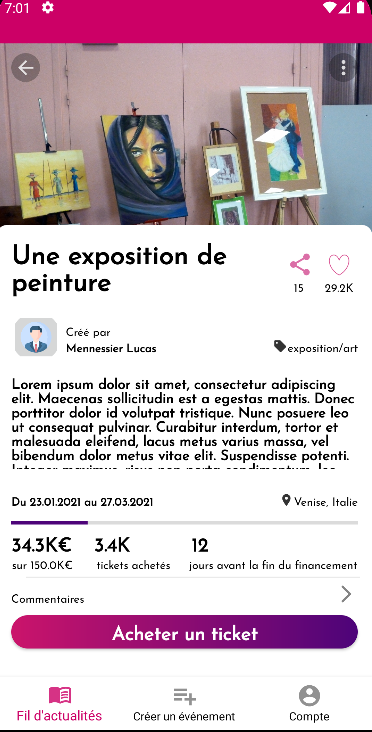 7:01
Une exposition de
peinture
15
29.2K
Créé par
Mennessier Lucas
exposition/art
Lorem ipsum dolor sit amet, consectetur adipiscing
elit. Maecenas sollicitudin est a egestas mattis. Donec
porttitor dolor id volutpat tristique. Nunc posuere leo
ut consequat pulvinar. Curabitur interdum, tortor et
malesuada eleifend, lacus metus varius massa, vel
bibendum dolor metus vitae elit. Suspendisse potenti.
Du 23.01.2021 au 27.03.2021
Venise, Italie
34.3K€ 3.4K 12
sur 150.0K€ tickets achetés jours avant la fin du financement
Commentaires
Acheter un ticket
Fil d'actualités Créer un événement Compte